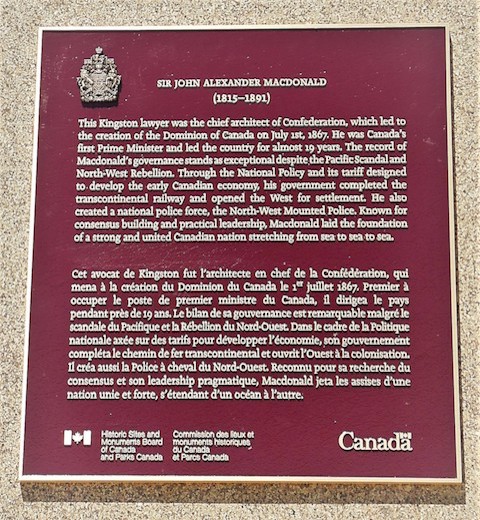 SIR JOHN ALEXANDER MACDONALD
(1815–1891)
This Kingston lawyer was the chief architect of Confederation, which led to
the creation of the Dominion of Canada on July 1st, 1867. He was Canada's
first Prime Minister and led the country for almost 19 years. The record of
Macdonald's governance stands as exceptional despite the Pacific Scandal and
North-West Rebellion. Through the National Policy and its tariff designed
to develop the early Canadian economy, his government completed the
transcontinental railway and opened the West for settlement. He also
created a national police force, the North-West Mounted Police. Known for
consensus building and practical leadership, Macdonald laid the foundation
of a strong and united Canadian nation stretching from sea to sea to sea.
Cet avocat de Kingston fut l'architecte en chef de la Confédération, qui
mena à la création du Dominion du Canada le 1er juillet 1867. Premier à
occuper le poste de premier ministre du Canada, il dirigea le pays
pendant près de 19 ans. Le bilan de sa gouvernance est remarquable malgré le
scandale du Pacifique et la Rébellion du Nord-Ouest. Dans le cadre de la Politique
nationale axée sur des tarifs pour développer l'économie, son gouvernement
compléta le chemin de fer transcontinental et ouvrit l'Ouest à la colonisation.
Il créa aussi la Police à cheval du Nord-Ouest. Reconnu pour sa recherche du
consensus et son leadership pragmatique, Macdonald jeta les assises d'une
nation unie et forte, s'étendant d'un océan à l'autre.
Historic Sites and
Monuments Board
of Canada
and Parks Canada
Commission des lieux et
monuments historiques
du Canada
et Parcs Canada
Canada